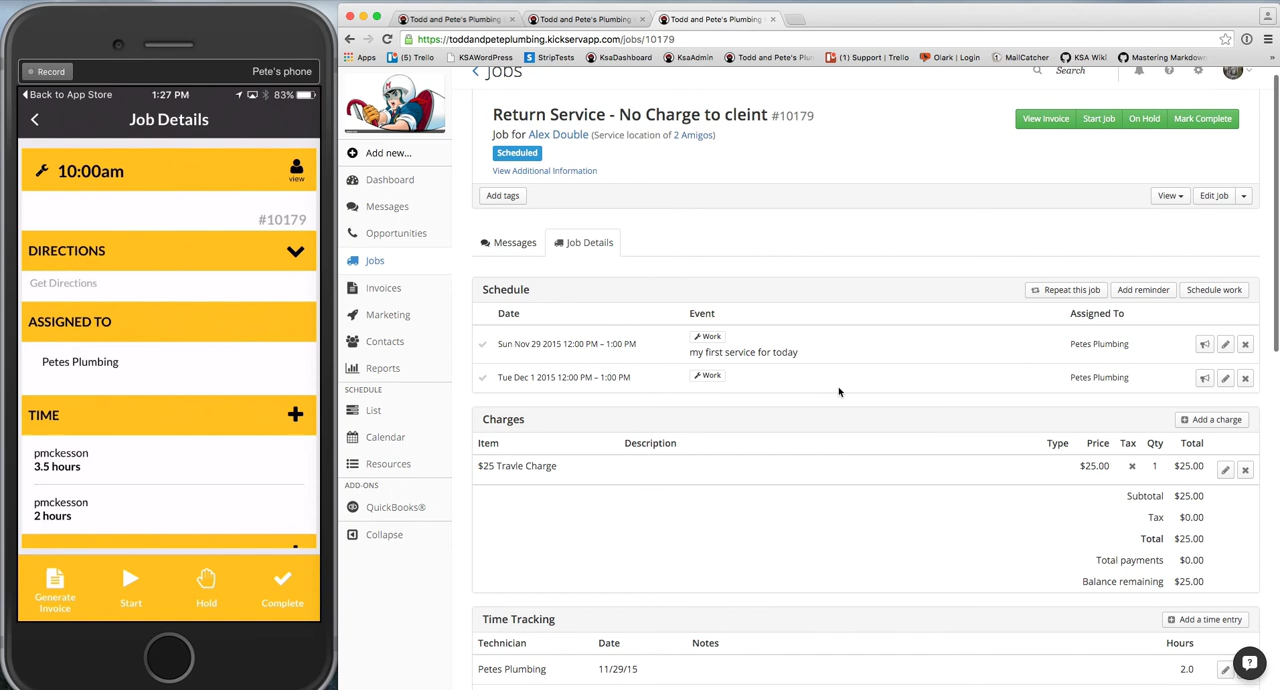 Record
Pete's phone
Back to App Store 1:27 PM 83%
Job Details
10:00am
view
#10179
DIRECTIONS
Get Directions
ASSIGNED TO
Petes Plumbing
TIME
pmckesson
3.5 hours
pmckesson
2 hours
Generate
Invoice
Start
Hold
Complete
Todd and Pete's Plumbing
Todd and Pete's Plumbing
Todd and Pete's Plumbing
https://toddandpeteplumbing.kickservapp.com/jobs/10179
Apps (5) Trello KSAWordPress StripTests KsaDashboard KsaAdmin Todd and Pete's Plum (1) Support | Trello Olark | Login MailCatcher KSA Wiki Mastering Markdown
M
Add new...
Dashboard
Messages
Opportunities
Jobs
Invoices
Marketing
Contacts
Reports
SCHEDULE
List
Calendar
Resources
ADD-ONS
QuickBooks®
Collapse
Jobs
Search
Return Service - No Charge to cleint #10179
Job for Alex Double (Service location of 2 Amigos)
Scheduled
View Additional Information
View Invoice Start Job On Hold Mark Complete
Add tags
View Edit Job
Messages Job Details
Schedule
Repeat this job Add reminder Schedule work
Date Event Assigned To
Sun Nov 29 2015 12:00 PM – 1:00 PM Work Petes Plumbing
my first service for today
Tue Dec 1 2015 12:00 PM – 1:00 PM Work Petes Plumbing
Charges
Add a charge
Item Description Type Price Tax Qty Total
$25 Travle Charge $25.00 1 $25.00
Subtotal $25.00
Tax $0.00
Total $25.00
Total payments $0.00
Balance remaining $25.00
Time Tracking
Add a time entry
Technician Date Notes Hours
Petes Plumbing 11/29/15 2.0